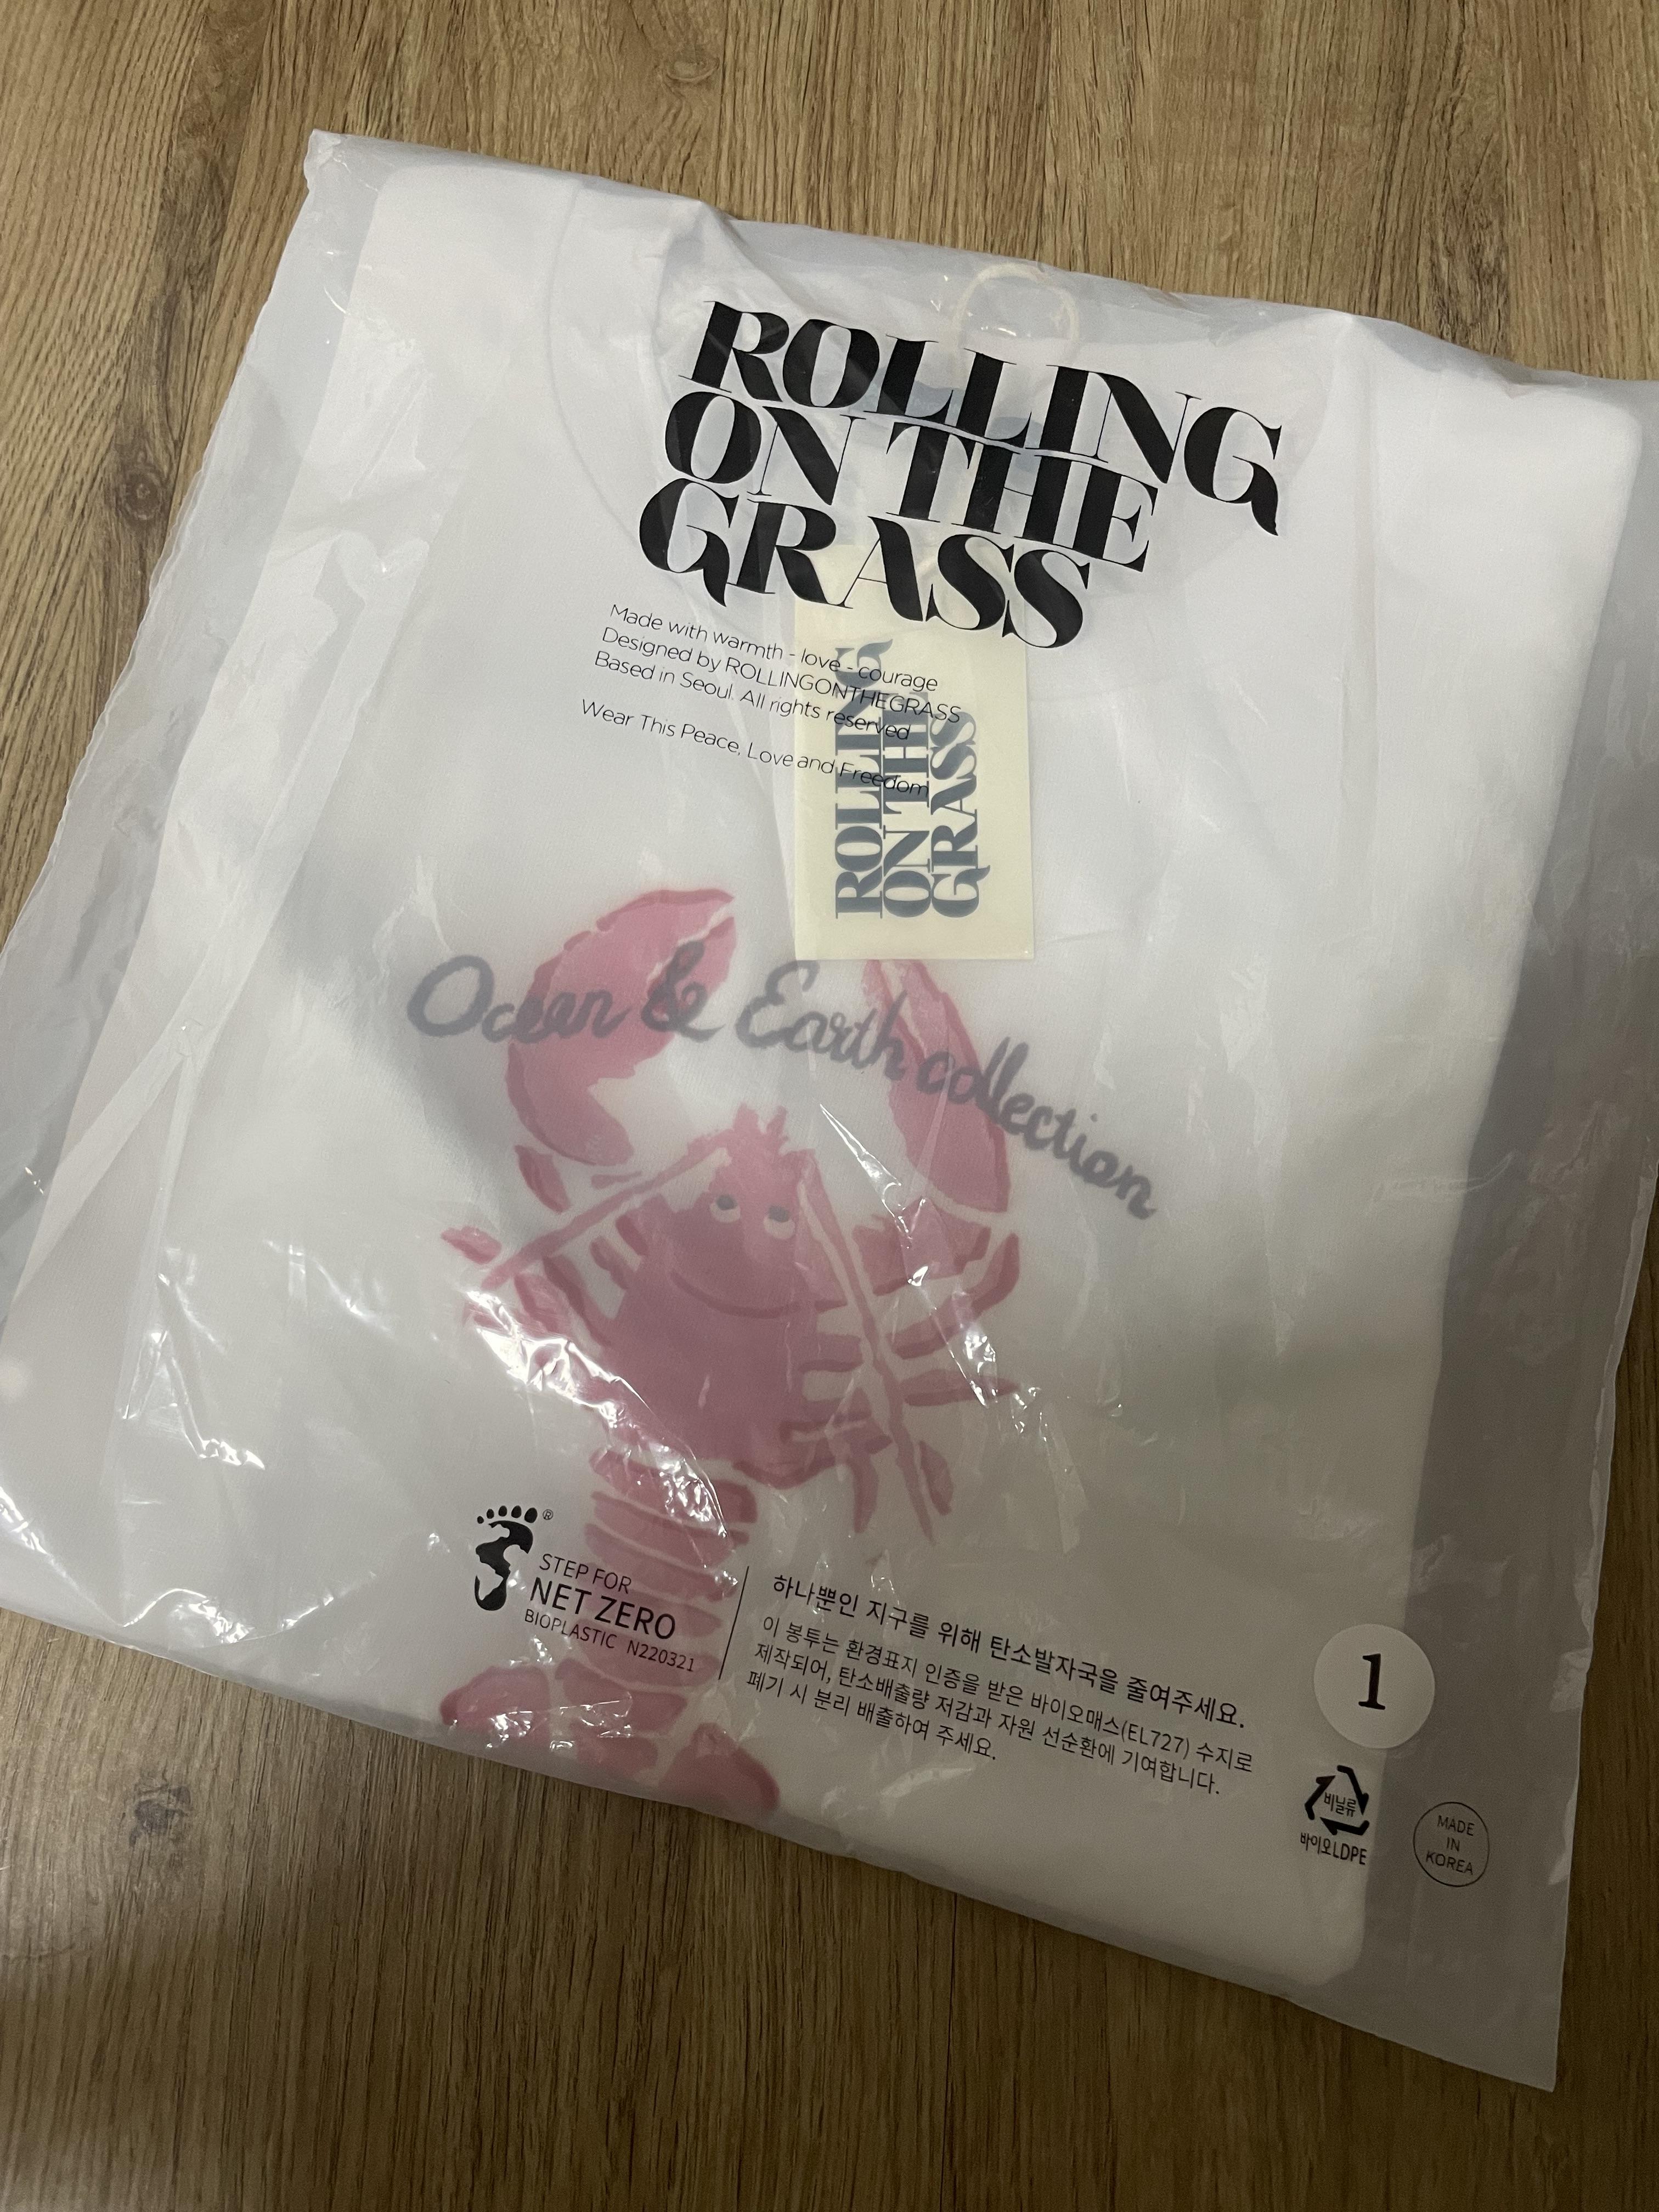 ROLLING
ON THE
GRASS
Made with warmth - love - courage
Designed by ROLLINGONTHEGRASS
Based in Seoul. All rights reserved
Wear This Peace, Love and Freedom
ROLLING
ON THE
GRASS
Ocean & Earth collection
®
STEP FOR
NET ZERO
BIOPLASTIC N220321
하나뿐인 지구를 위해 탄소발자국을 줄여주세요.
이 봉투는 환경표지 인증을 받은 바이오매스(EL727) 수지로
제작되어, 탄소배출량 저감과 자원 선순환에 기여합니다.
폐기 시 분리 배출하여 주세요.
1
비닐류
바이오LDPE
MADE
IN
KOREA